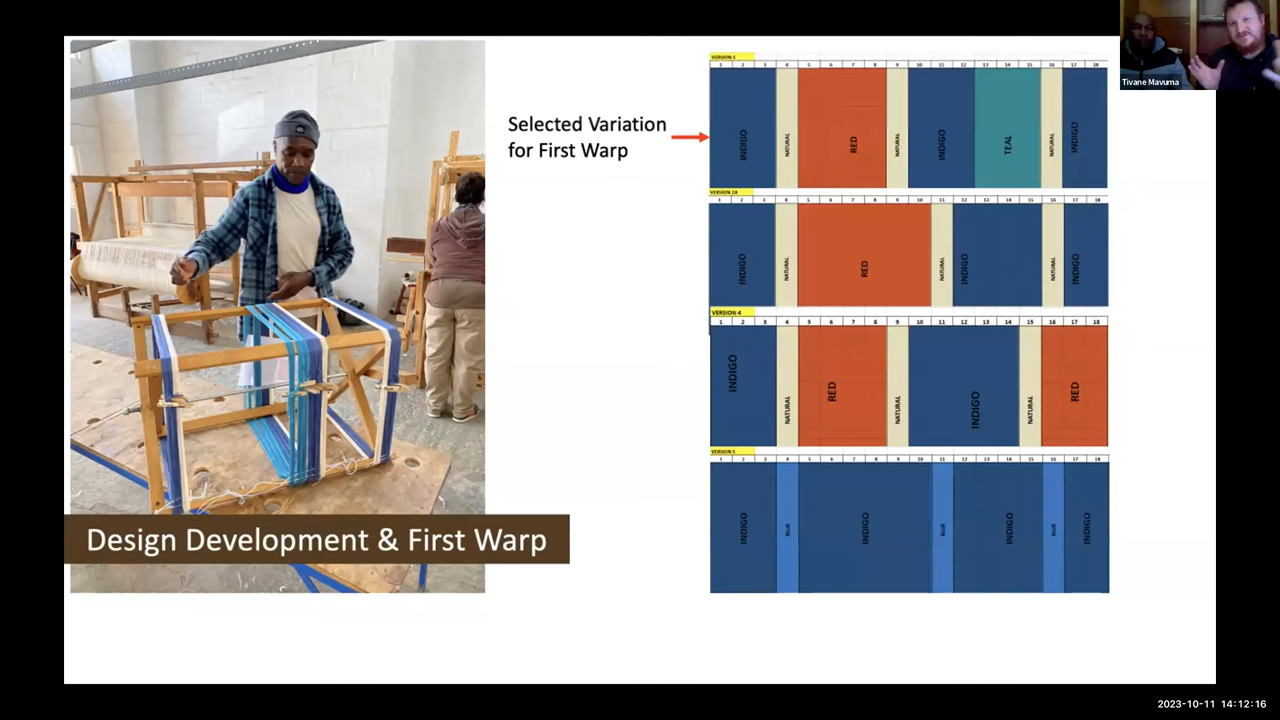 Tivane Mavuma
Selected Variation
for First Warp
VERSION 1
1 2 3 4 5 6 7 8 9 10 11 12 13 14 15 16 17 18
INDIGO NATURAL RED NATURAL INDIGO TEAL NATURAL INDIGO
VERSION 2A
1 2 3 4 5 6 7 8 9 10 11 12 13 14 15 16 17 18
INDIGO NATURAL RED NATURAL INDIGO NATURAL INDIGO
VERSION 4
1 2 3 4 5 6 7 8 9 10 11 12 13 14 15 16 17 18
INDIGO NATURAL RED NATURAL INDIGO NATURAL RED
VERSION 5
1 2 3 4 5 6 7 8 9 10 11 12 13 14 15 16 17 18
INDIGO BLUE INDIGO BLUE INDIGO BLUE INDIGO
Design Development & First Warp
2023-10-11 14:12:16